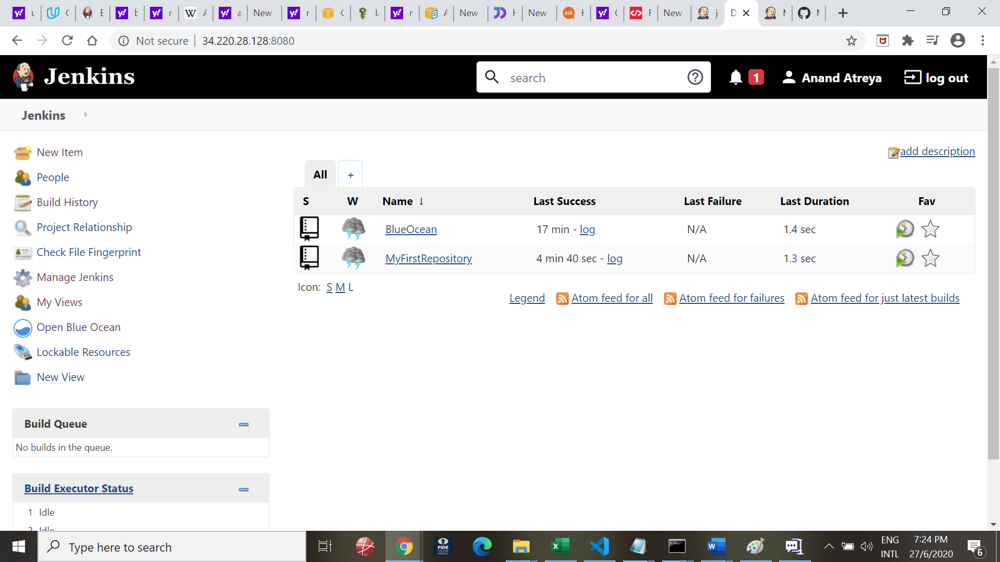 New
New
New
New
Not secure
34.220.28.128:8080
Jenkins
search
1
Anand Atreya
log out
Jenkins
New Item
People
Build History
Project Relationship
Check File Fingerprint
Manage Jenkins
My Views
Open Blue Ocean
Lockable Resources
New View
add description
All
+
S W Name ↓ Last Success Last Failure Last Duration Fav
BlueOcean 17 min - log N/A 1.4 sec
MyFirstRepository 4 min 40 sec - log N/A 1.3 sec
Icon: S M L
Legend Atom feed for all Atom feed for failures Atom feed for just latest builds
Build Queue
No builds in the queue.
Build Executor Status
1 Idle
2 Idle
Type here to search
FIDE
ENG
INTL
7:24 PM
27/6/2020
6